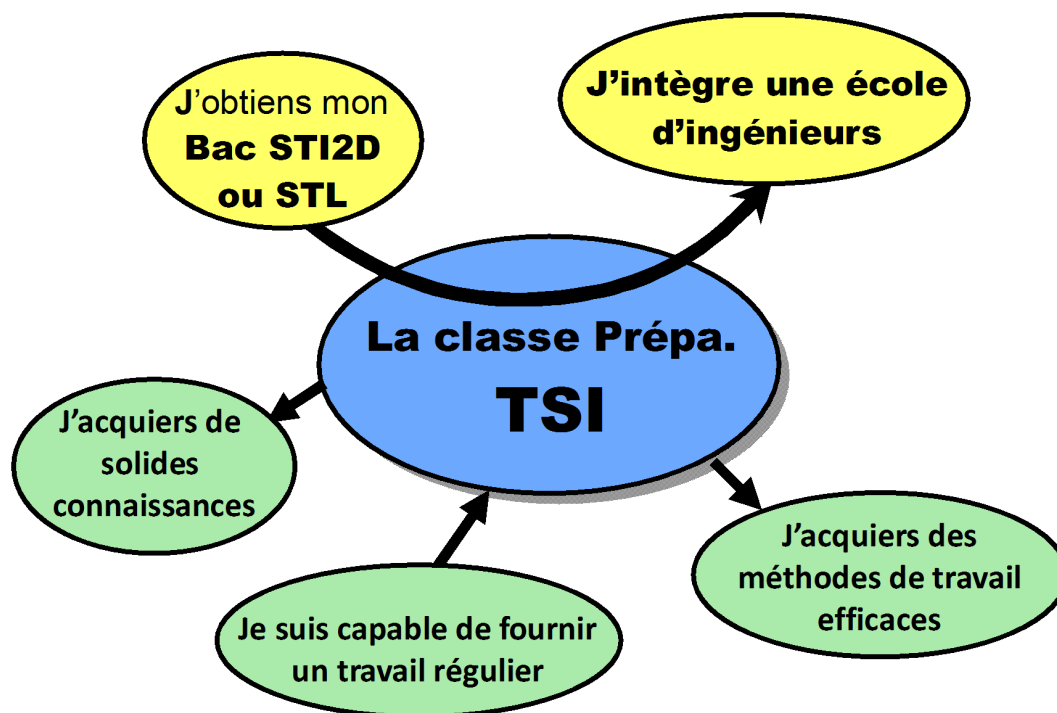 J'obtiens mon
Bac STI2D
ou STL
J’intègre une école
d’ingénieurs
La classe Prépa.
TSI
J’acquiers de
solides
connaissances
Je suis capable de fournir
un travail régulier
J’acquiers des
méthodes de travail
efficaces